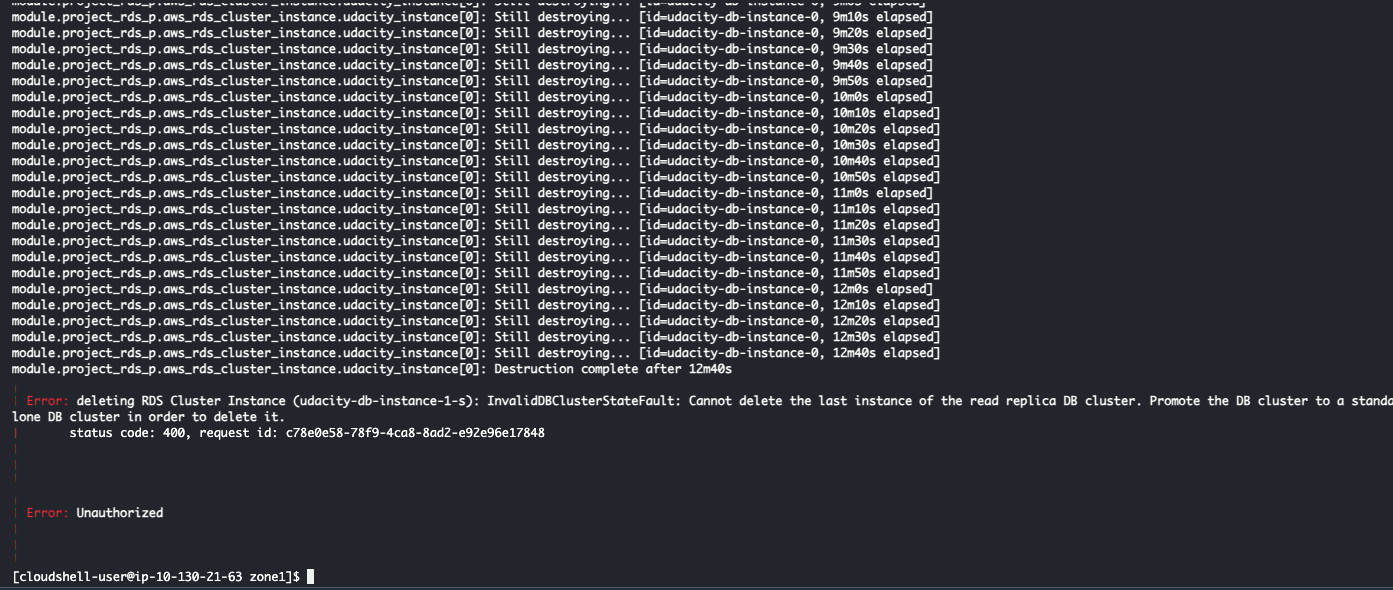 module.project_rds_p.aws_rds_cluster_instance.udacity_instance[0]: Still destroying... [id=udacity-db-instance-0, 9m0s elapsed]
module.project_rds_p.aws_rds_cluster_instance.udacity_instance[0]: Still destroying... [id=udacity-db-instance-0, 9m10s elapsed]
module.project_rds_p.aws_rds_cluster_instance.udacity_instance[0]: Still destroying... [id=udacity-db-instance-0, 9m20s elapsed]
module.project_rds_p.aws_rds_cluster_instance.udacity_instance[0]: Still destroying... [id=udacity-db-instance-0, 9m30s elapsed]
module.project_rds_p.aws_rds_cluster_instance.udacity_instance[0]: Still destroying... [id=udacity-db-instance-0, 9m40s elapsed]
module.project_rds_p.aws_rds_cluster_instance.udacity_instance[0]: Still destroying... [id=udacity-db-instance-0, 9m50s elapsed]
module.project_rds_p.aws_rds_cluster_instance.udacity_instance[0]: Still destroying... [id=udacity-db-instance-0, 10m0s elapsed]
module.project_rds_p.aws_rds_cluster_instance.udacity_instance[0]: Still destroying... [id=udacity-db-instance-0, 10m10s elapsed]
module.project_rds_p.aws_rds_cluster_instance.udacity_instance[0]: Still destroying... [id=udacity-db-instance-0, 10m20s elapsed]
module.project_rds_p.aws_rds_cluster_instance.udacity_instance[0]: Still destroying... [id=udacity-db-instance-0, 10m30s elapsed]
module.project_rds_p.aws_rds_cluster_instance.udacity_instance[0]: Still destroying... [id=udacity-db-instance-0, 10m40s elapsed]
module.project_rds_p.aws_rds_cluster_instance.udacity_instance[0]: Still destroying... [id=udacity-db-instance-0, 10m50s elapsed]
module.project_rds_p.aws_rds_cluster_instance.udacity_instance[0]: Still destroying... [id=udacity-db-instance-0, 11m0s elapsed]
module.project_rds_p.aws_rds_cluster_instance.udacity_instance[0]: Still destroying... [id=udacity-db-instance-0, 11m10s elapsed]
module.project_rds_p.aws_rds_cluster_instance.udacity_instance[0]: Still destroying... [id=udacity-db-instance-0, 11m20s elapsed]
module.project_rds_p.aws_rds_cluster_instance.udacity_instance[0]: Still destroying... [id=udacity-db-instance-0, 11m30s elapsed]
module.project_rds_p.aws_rds_cluster_instance.udacity_instance[0]: Still destroying... [id=udacity-db-instance-0, 11m40s elapsed]
module.project_rds_p.aws_rds_cluster_instance.udacity_instance[0]: Still destroying... [id=udacity-db-instance-0, 11m50s elapsed]
module.project_rds_p.aws_rds_cluster_instance.udacity_instance[0]: Still destroying... [id=udacity-db-instance-0, 12m0s elapsed]
module.project_rds_p.aws_rds_cluster_instance.udacity_instance[0]: Still destroying... [id=udacity-db-instance-0, 12m10s elapsed]
module.project_rds_p.aws_rds_cluster_instance.udacity_instance[0]: Still destroying... [id=udacity-db-instance-0, 12m20s elapsed]
module.project_rds_p.aws_rds_cluster_instance.udacity_instance[0]: Still destroying... [id=udacity-db-instance-0, 12m30s elapsed]
module.project_rds_p.aws_rds_cluster_instance.udacity_instance[0]: Still destroying... [id=udacity-db-instance-0, 12m40s elapsed]
module.project_rds_p.aws_rds_cluster_instance.udacity_instance[0]: Destruction complete after 12m40s
Error: deleting RDS Cluster Instance (udacity-db-instance-1-s): InvalidDBClusterStateFault: Cannot delete the last instance of the read replica DB cluster. Promote the DB cluster to a standa
lone DB cluster in order to delete it.
status code: 400, request id: c78e0e58-78f9-4ca8-8ad2-e92e96e17848
Error: Unauthorized
[cloudshell-user@ip-10-130-21-63 zone1]$